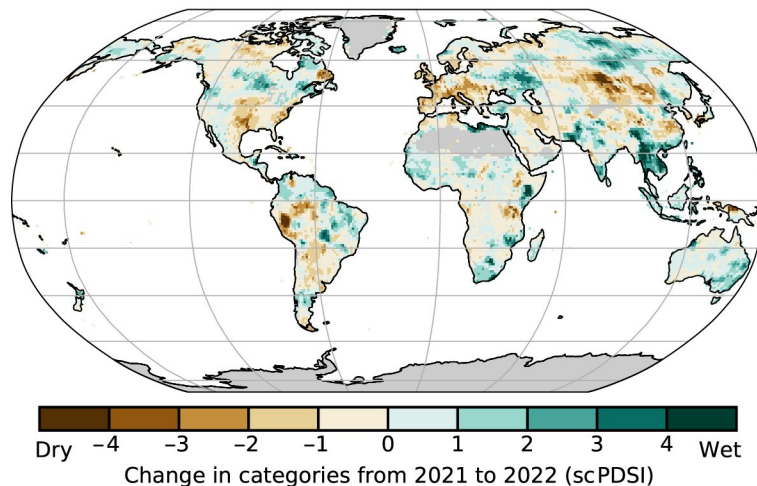 Dry −4 −3 −2 −1 0 1 2 3 4 Wet
Change in categories from 2021 to 2022 (scPDSI)